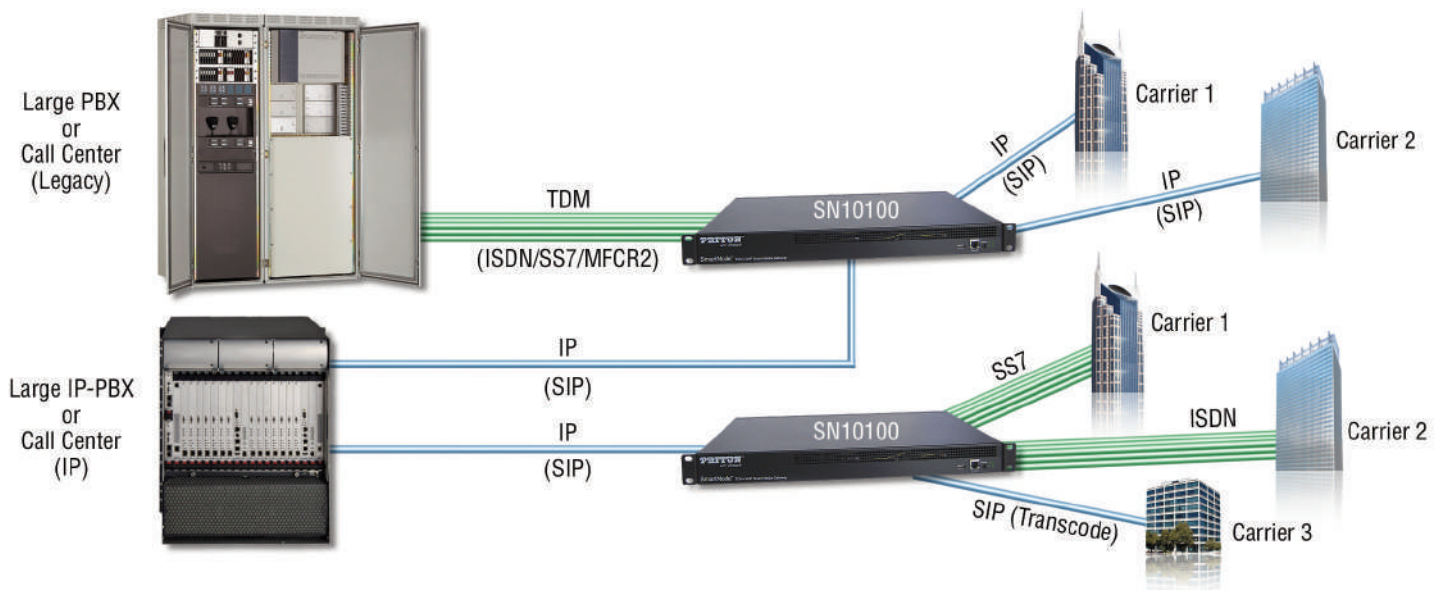 Large PBX
or
Call Center
(Legacy)
TDM
(ISDN/SS7/MFCR2)
SN10100
PATTON
SmartNode
IP
(SIP)
Carrier 1
IP
(SIP)
Carrier 2
Large IP-PBX
or
Call Center
(IP)
IP
(SIP)
IP
(SIP)
SN10100
PATTON
SmartNode
SS7
Carrier 1
ISDN
Carrier 2
SIP (Transcode)
Carrier 3